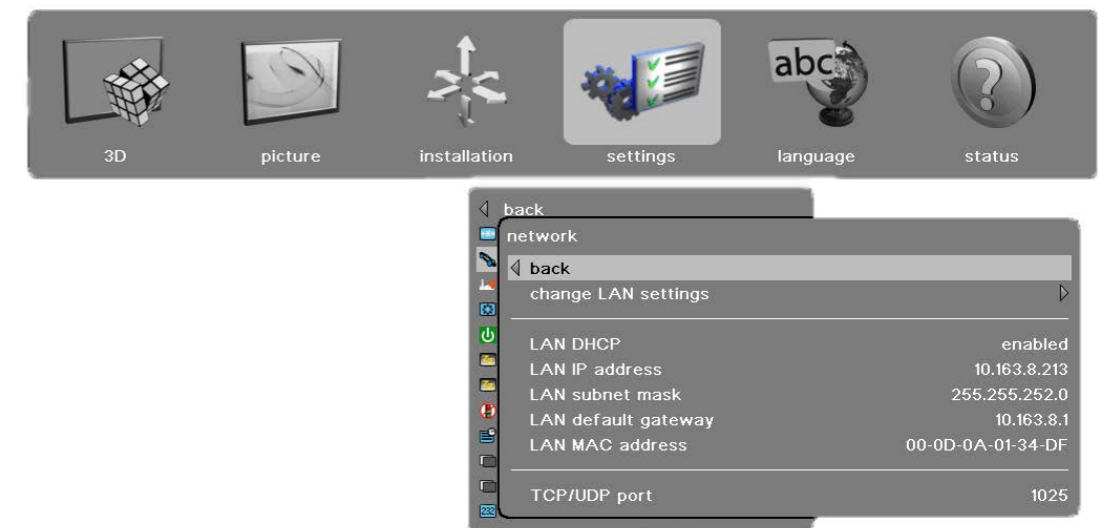 abc
3D picture installation settings language status
back
network
back
change LAN settings
LAN DHCP enabled
LAN IP address 10.163.8.213
LAN subnet mask 255.255.252.0
LAN default gateway 10.163.8.1
LAN MAC address 00-0D-0A-01-34-DF
TCP/UDP port 1025
232